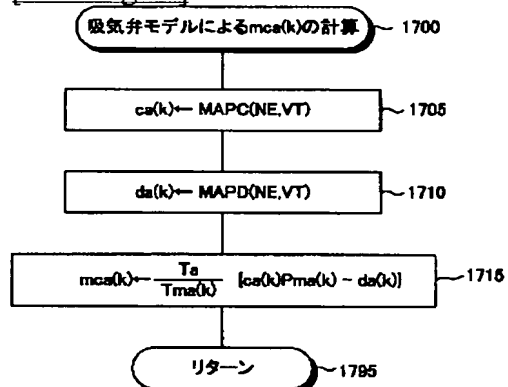 吸気弁モデルによるmca(k)の計算 1700
ca(k)← MAPC(NE,VT) 1705
da(k)← MAPD(NE,VT) 1710
mca(k)← Ta/Tma(k) {ca(k)Pma(k) - da(k)} 1715
リターン 1795